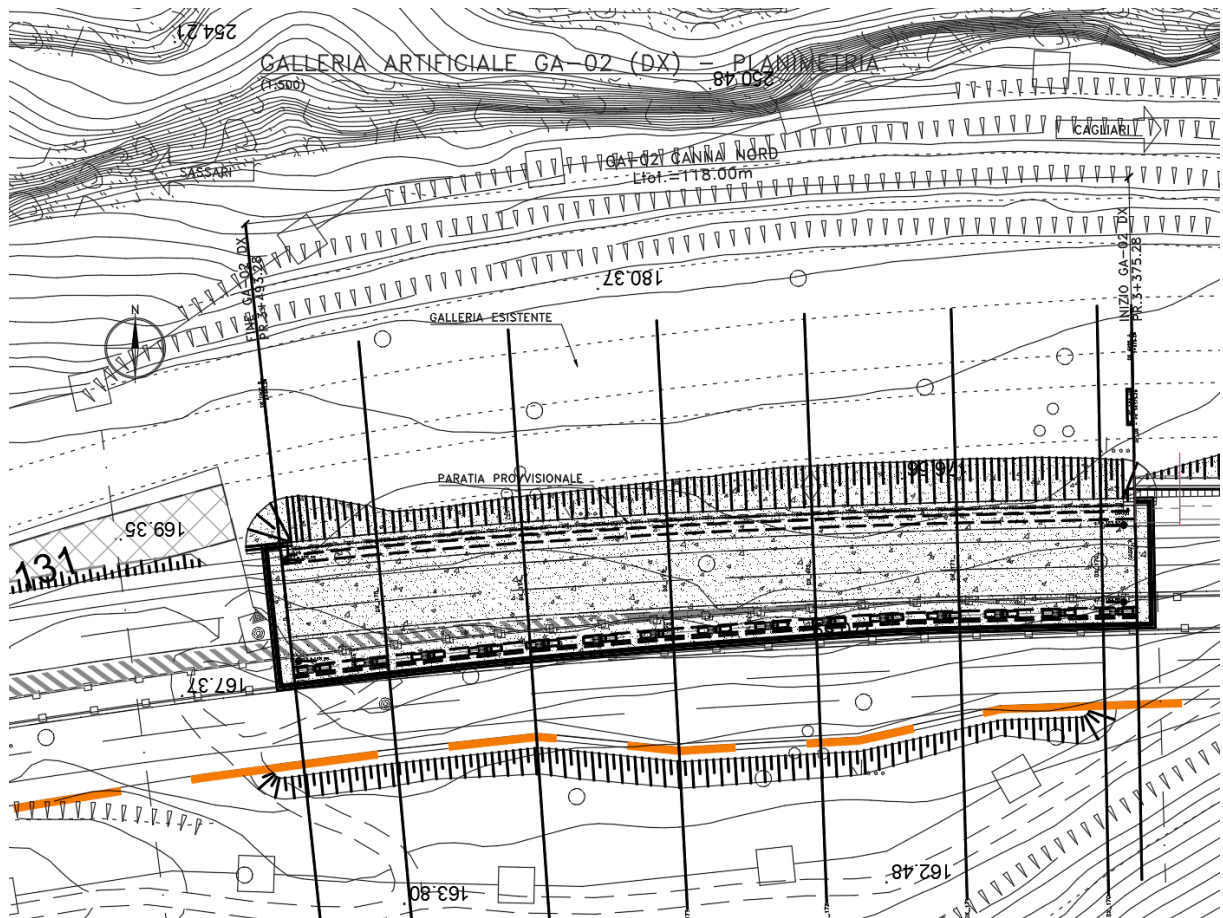 254.21
GALLERIA ARTIFICIALE GA-02 (DX) - PLANIMETRIA
(1:500)
250.48
CAGLIARI
GA-02 CANNA NORD
Ltot.=118.00m
SASSARI
FINE GA-02 DX
PR.3+493.28
INIZIO GA-02 DX
PR.3+375.28
180.37
N
GALLERIA ESISTENTE
PARATIA PROVVISIONALE
169.35
131
167.37
163.80
162.48